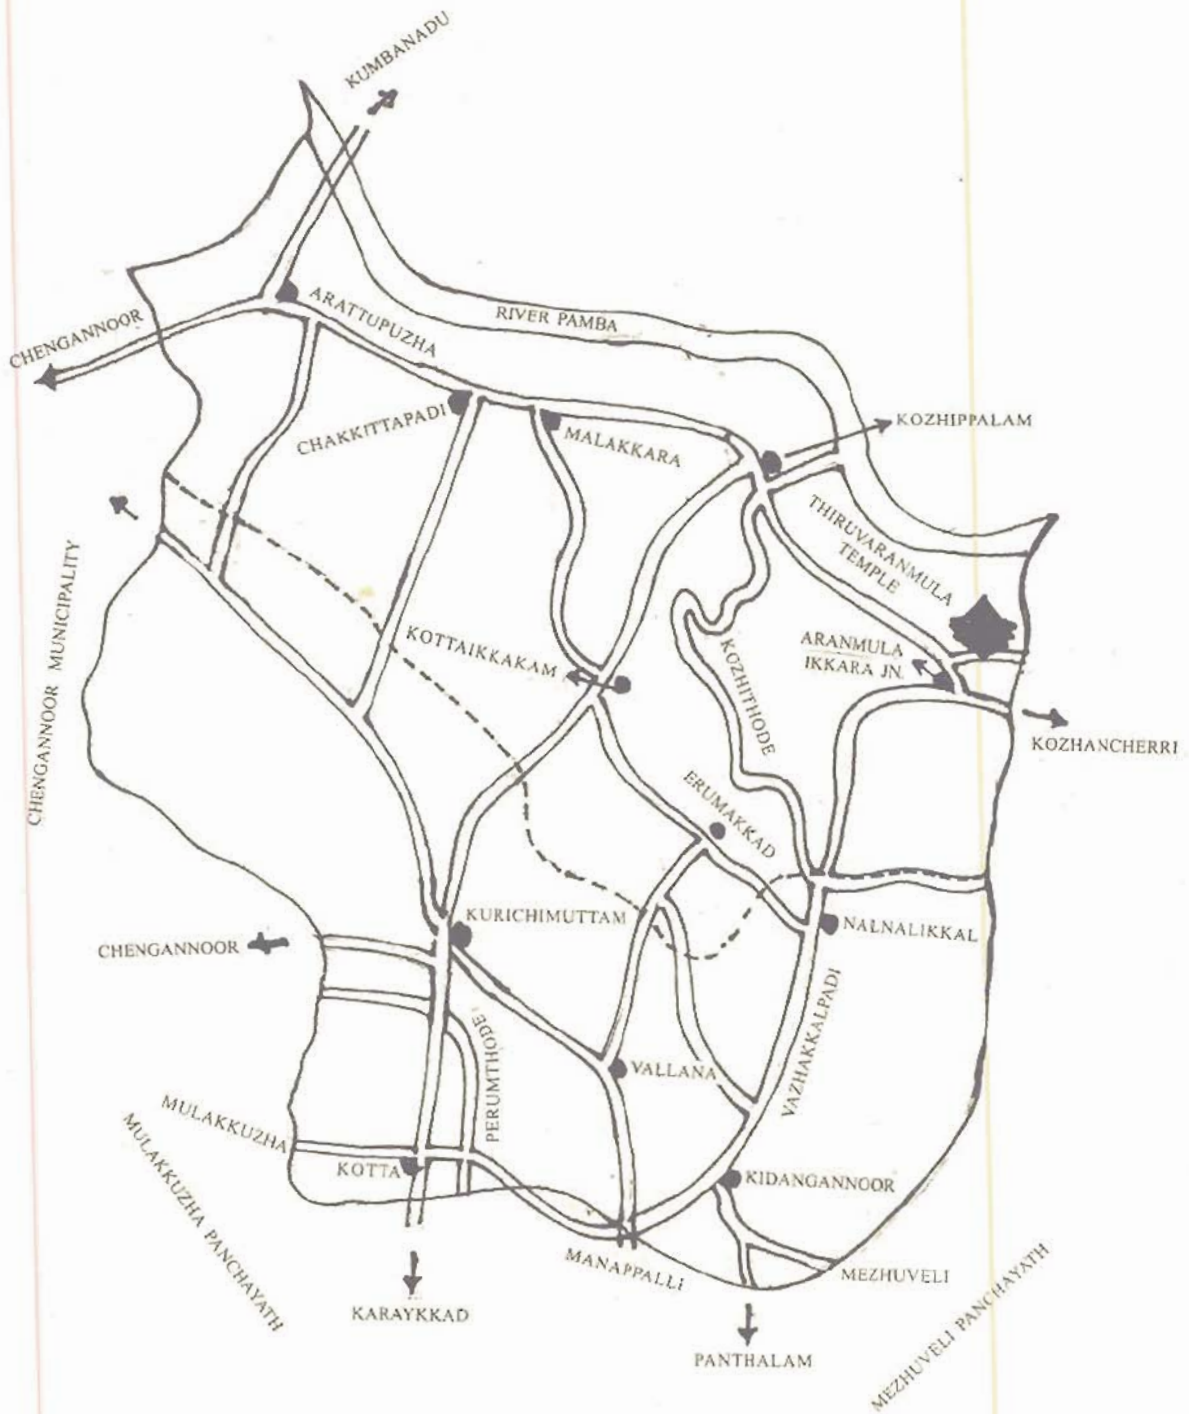 KUMBANADU
CHENGANNOOR
ARATTUPUZHA
RIVER PAMBA
CHAKKITTAPADI
MALAKKARA
KOZHIPPALAM
THIRUVARANMULA
TEMPLE
CHENGANNOOR MUNICIPALITY
KOTTAIKKAKAM
KOZHITHODE
ARANMULA
IKKARA JN.
KOZHANCHERRI
ERUMAKKAD
KURICHIMUTTAM
NALNALIKKAL
CHENGANNOOR
PERUMTHODE
VALLANA
VAZHAKKALPADI
MULAKKUZHA
MULAKKUZHA PANCHAYATH
KOTTA
KIDANGANNOOR
MANAPPALLI
MEZHUVELI
KARAYKKAD
PANTHALAM
MEZHUVELI PANCHAYATH